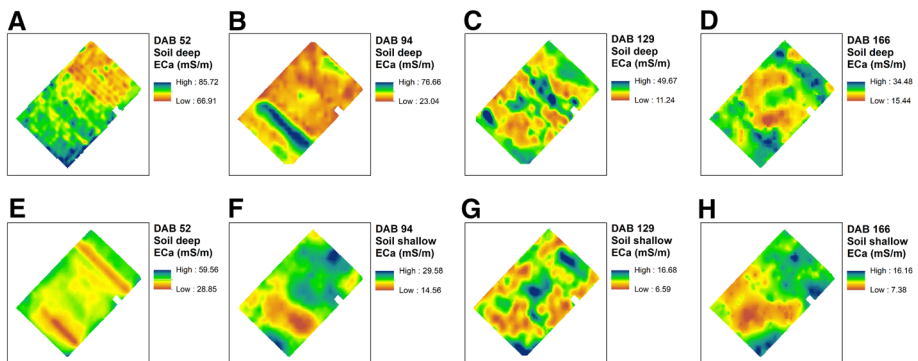 A
DAB 52
Soil deep
ECa (mS/m)
High : 85.72
Low : 66.91
B
DAB 94
Soil deep
ECa (mS/m)
High : 76.66
Low : 23.04
C
DAB 129
Soil deep
ECa (mS/m)
High : 49.67
Low : 11.24
D
DAB 166
Soil deep
ECa (mS/m)
High : 34.48
Low : 15.44
E
DAB 52
Soil deep
ECa (mS/m)
High : 59.56
Low : 28.85
F
DAB 94
Soil shallow
ECa (mS/m)
High : 29.58
Low : 14.56
G
DAB 129
Soil shallow
ECa (mS/m)
High : 16.68
Low : 6.59
H
DAB 166
Soil shallow
ECa (mS/m)
High : 16.16
Low : 7.38